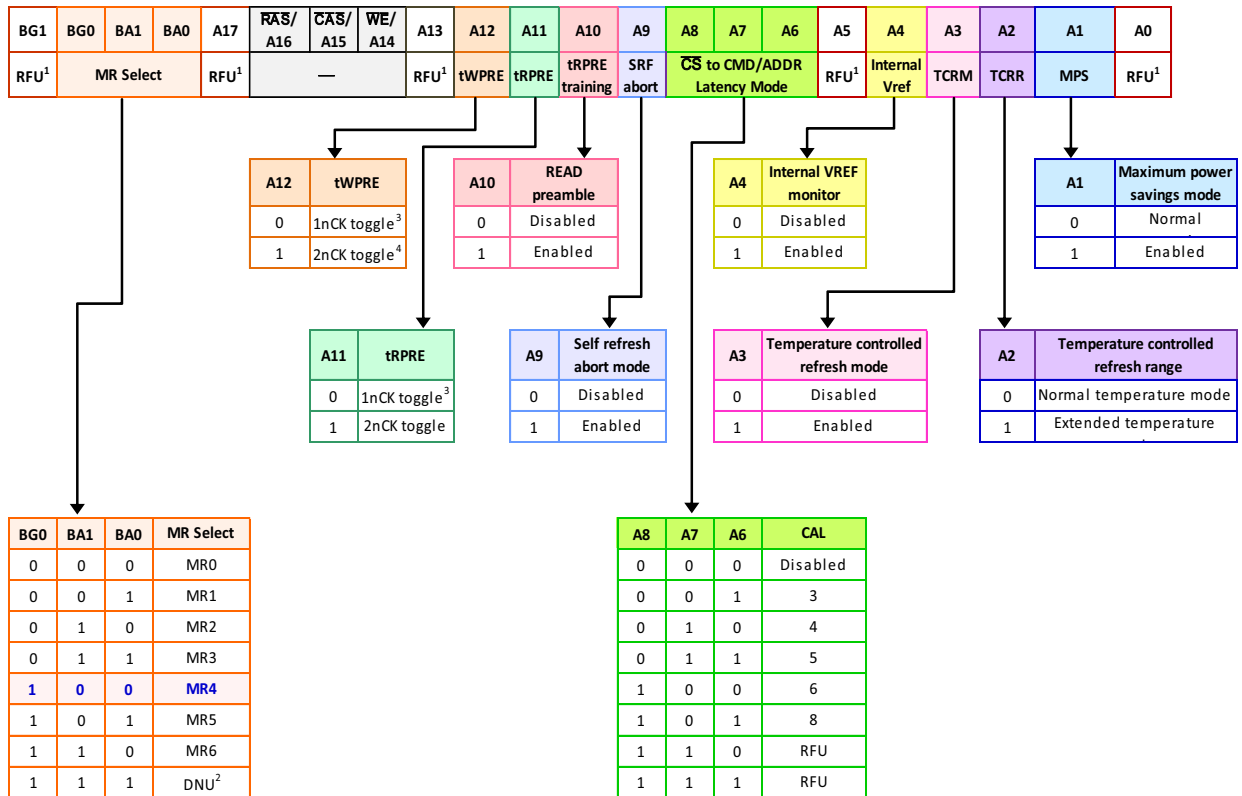 BG1 BG0 BA1 BA0 A17 RAS/ A16 CAS/ A15 WE/ A14 A13 A12 A11 A10 A9 A8 A7 A6 A5 A4 A3 A2 A1 A0
RFU¹ MR Select RFU¹ — RFU¹ tWPRE tRPRE tRPRE training SRF abort CS to CMD/ADDR Latency Mode RFU¹ Internal Vref TCRM TCRR MPS RFU¹
A12 tWPRE
0 1nCK toggle³
1 2nCK toggle⁴
A10 READ preamble
0 Disabled
1 Enabled
A4 Internal VREF monitor
0 Disabled
1 Enabled
A1 Maximum power savings mode
0 Normal
1 Enabled
A11 tRPRE
0 1nCK toggle³
1 2nCK toggle
A9 Self refresh abort mode
0 Disabled
1 Enabled
A3 Temperature controlled refresh mode
0 Disabled
1 Enabled
A2 Temperature controlled refresh range
0 Normal temperature mode
1 Extended temperature
BG0 BA1 BA0 MR Select
0 0 0 MR0
0 0 1 MR1
0 1 0 MR2
0 1 1 MR3
1 0 0 MR4
1 0 1 MR5
1 1 0 MR6
1 1 1 DNU²
A8 A7 A6 CAL
0 0 0 Disabled
0 0 1 3
0 1 0 4
0 1 1 5
1 0 0 6
1 0 1 8
1 1 0 RFU
1 1 1 RFU